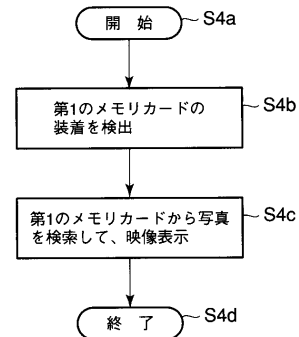 開 始 S4a
第1のメモリカードの S4b
装着を検出
第1のメモリカードから写真 S4c
を検索して、映像表示
終 了 S4d